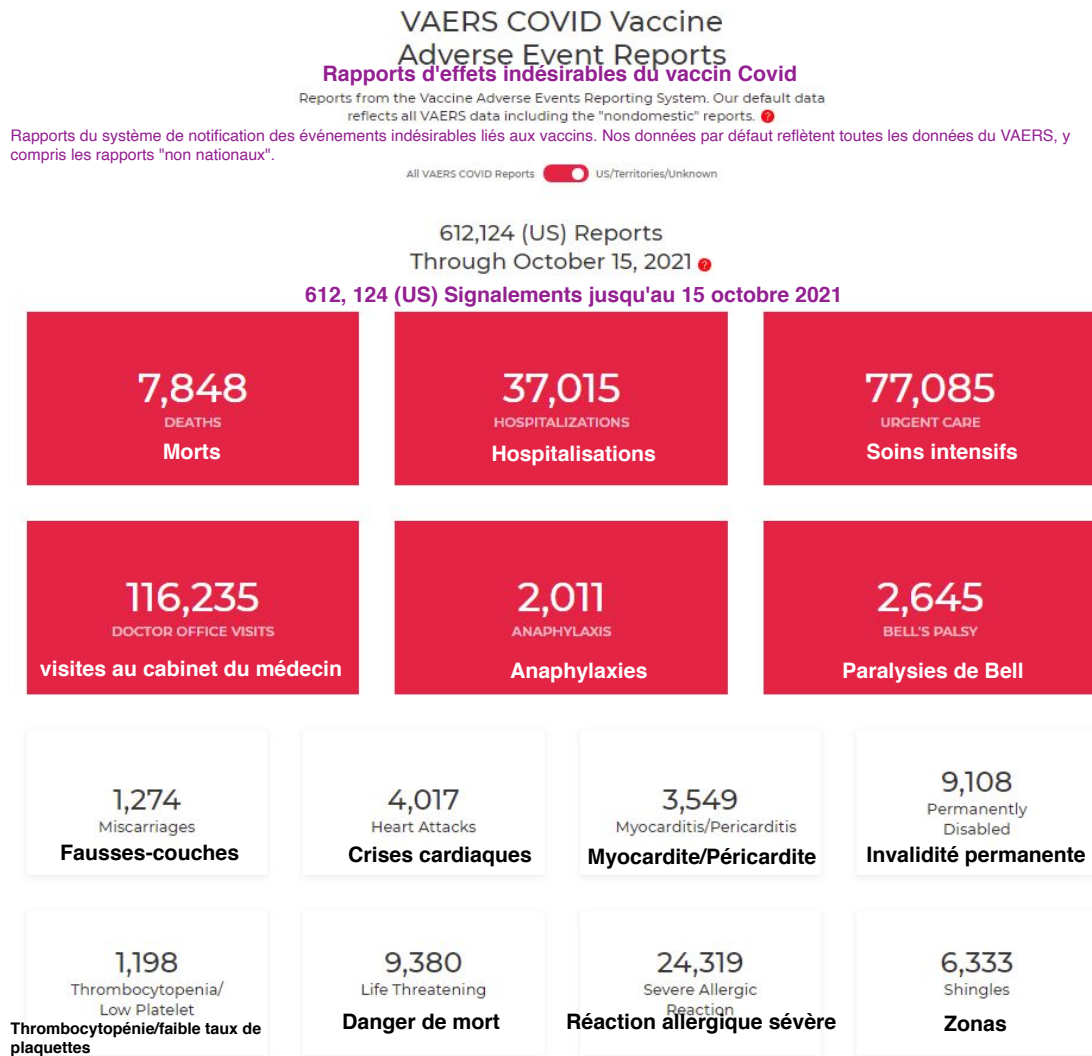 VAERS COVID Vaccine
Adverse Event Reports
Rapports d'effets indésirables du vaccin Covid
Reports from the Vaccine Adverse Events Reporting System. Our default data
reflects all VAERS data including the "nondomestic" reports. ?
Rapports du système de notification des événements indésirables liés aux vaccins. Nos données par défaut reflètent toutes les données du VAERS, y
compris les rapports "non nationaux".
All VAERS COVID Reports US/Territories/Unknown
612,124 (US) Reports
Through October 15, 2021 ?
612, 124 (US) Signalements jusqu'au 15 octobre 2021
7,848
DEATHS
Morts
37,015
HOSPITALIZATIONS
Hospitalisations
77,085
URGENT CARE
Soins intensifs
116,235
DOCTOR OFFICE VISITS
visites au cabinet du médecin
2,011
ANAPHYLAXIS
Anaphylaxies
2,645
BELL'S PALSY
Paralysies de Bell
1,274
Miscarriages
Fausses-couches
4,017
Heart Attacks
Crises cardiaques
3,549
Myocarditis/Pericarditis
Myocardite/Péricardite
9,108
Permanently
Disabled
Invalidité permanente
1,198
Thrombocytopenia/
Low Platelet
Thrombocytopénie/faible taux de
plaquettes
9,380
Life Threatening
Danger de mort
24,319
Severe Allergic
Reaction
Réaction allergique sévère
6,333
Shingles
Zonas